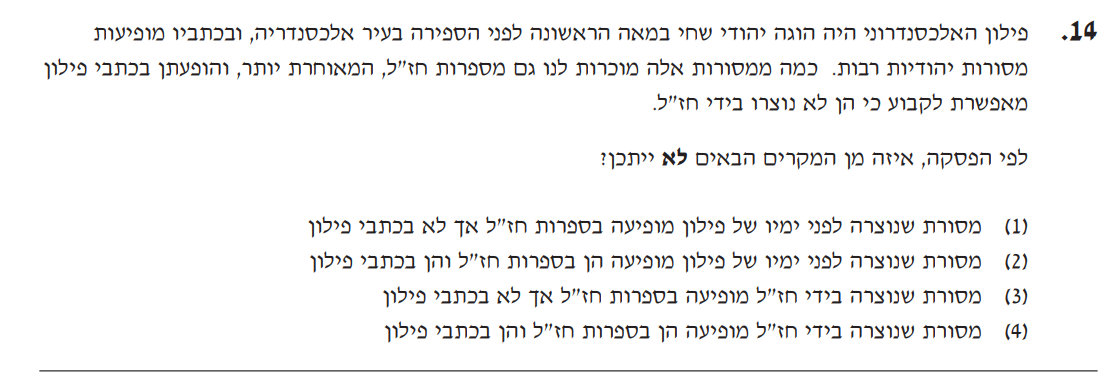 14. פילון האלכסנדרוני היה הוגה יהודי שחי במאה הראשונה לפני הספירה בעיר אלכסנדריה, ובכתביו מופיעות
מסורות יהודיות רבות. כמה ממסורות אלה מוכרות לנו גם מספרות חז"ל, המאוחרת יותר, והופעתן בכתבי פילון
מאפשרת לקבוע כי הן לא נוצרו בידי חז"ל.
לפי הפסקה, איזה מן המקרים הבאים לא ייתכן?
(1) מסורת שנוצרה לפני ימיו של פילון מופיעה בספרות חז"ל אך לא בכתבי פילון
(2) מסורת שנוצרה לפני ימיו של פילון מופיעה הן בספרות חז"ל והן בכתבי פילון
(3) מסורת שנוצרה בידי חז"ל מופיעה בספרות חז"ל אך לא בכתבי פילון
(4) מסורת שנוצרה בידי חז"ל מופיעה הן בספרות חז"ל והן בכתבי פילון